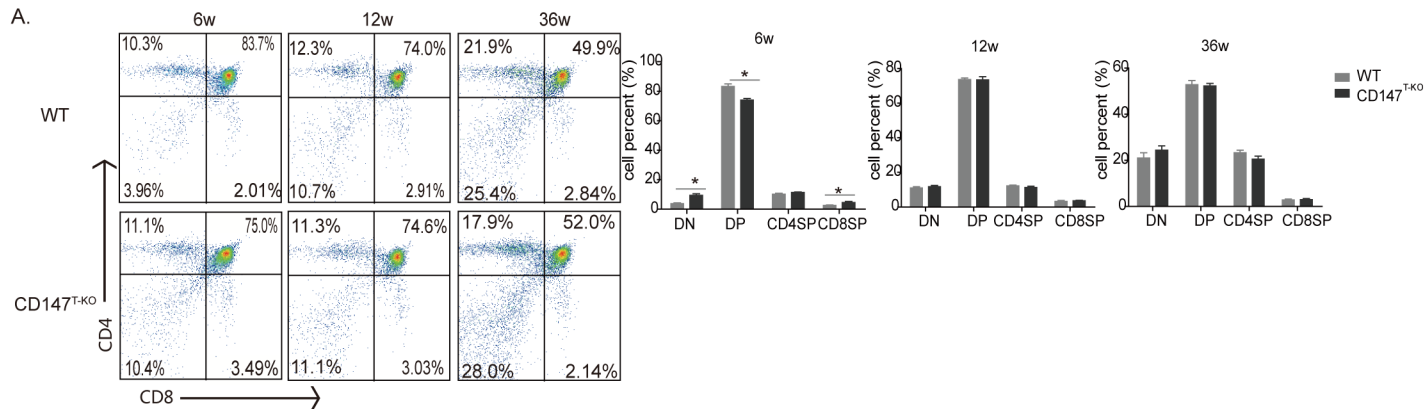 A.
6w 12w 36w
WT
10.3% 83.7%
3.96% 2.01%
12.3% 74.0%
10.7% 2.91%
21.9% 49.9%
25.4% 2.84%
CD147T-KO
11.1% 75.0%
10.4% 3.49%
11.3% 74.6%
11.1% 3.03%
17.9% 52.0%
28.0% 2.14%
CD4
CD8
6w
cell percent (%)
100
80
60
40
20
0
* * *
DN DP CD4SP CD8SP
12w
cell percent (%)
80
60
40
20
0
DN DP CD4SP CD8SP
36w
cell percent (%)
60
40
20
0
DN DP CD4SP CD8SP
WT
CD147T-KO